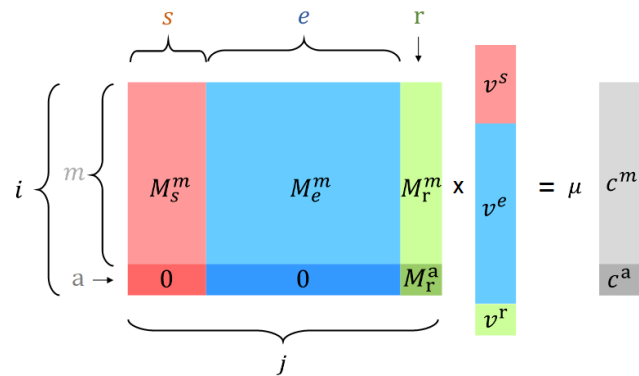 s e r
i m M_s^m M_e^m M_r^m x v^s v^e v^r = μ c^m c^a
a → 0 0 M_r^a
j